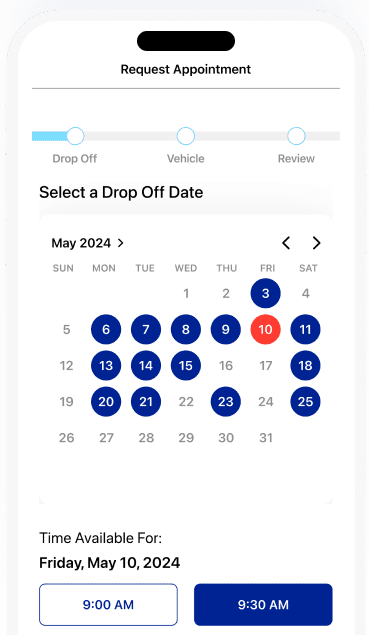 Request Appointment
Drop Off Vehicle Review
Select a Drop Off Date
May 2024 >
SUN MON TUE WED THU FRI SAT
1 2 3 4
5 6 7 8 9 10 11
12 13 14 15 16 17 18
19 20 21 22 23 24 25
26 27 28 29 30 31
Time Available For:
Friday, May 10, 2024
9:00 AM 9:30 AM